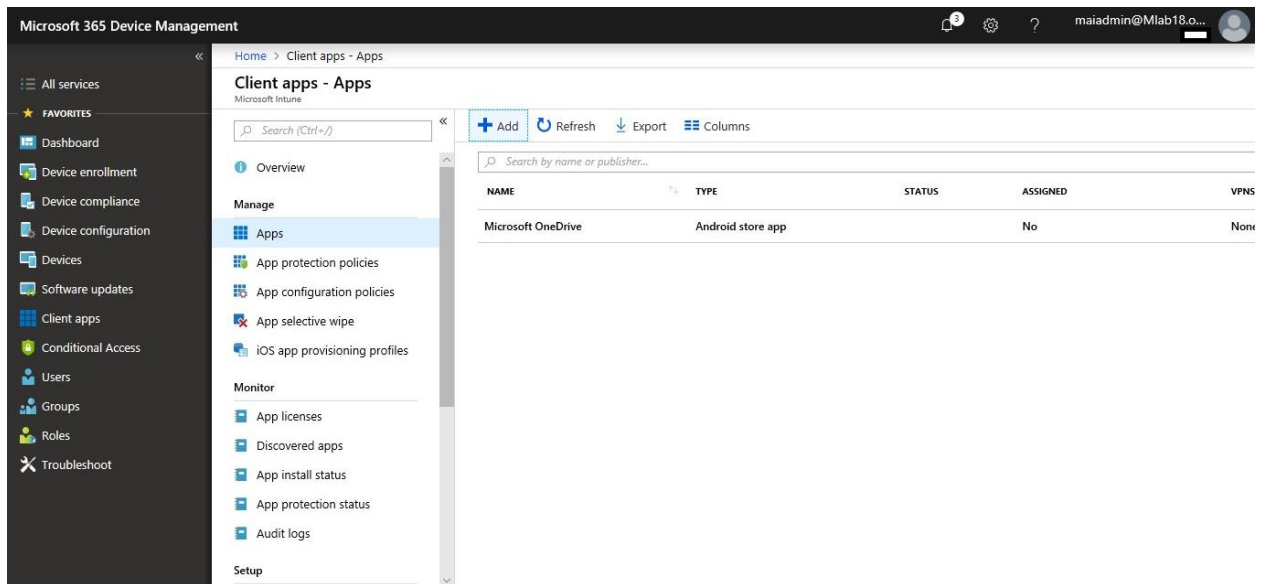 Microsoft 365 Device Management
3
?
maiadmin@Mlab18.o...
«
All services
FAVORITES
Dashboard
Device enrollment
Device compliance
Device configuration
Devices
Software updates
Client apps
Conditional Access
Users
Groups
Roles
Troubleshoot
Home > Client apps - Apps
Client apps - Apps
Microsoft Intune
Search (Ctrl+/)
«
Overview
Manage
Apps
App protection policies
App configuration policies
App selective wipe
iOS app provisioning profiles
Monitor
App licenses
Discovered apps
App install status
App protection status
Audit logs
Setup
Add Refresh Export Columns
Search by name or publisher...
NAME TYPE STATUS ASSIGNED VPNS
Microsoft OneDrive Android store app No None